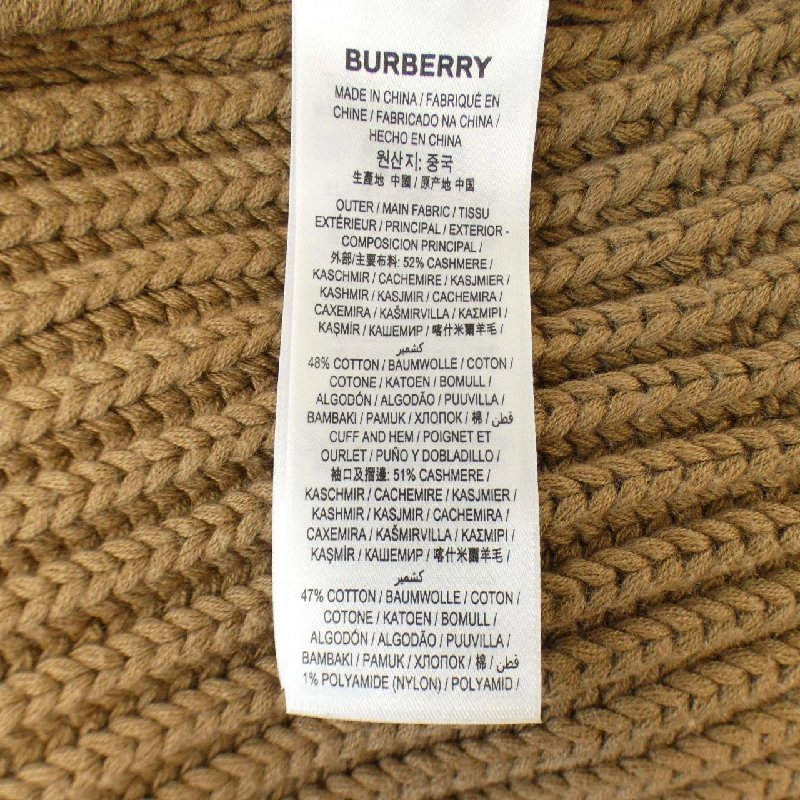 BURBERRY
MADE IN CHINA / FABRIQUÉ EN
CHINE / FABRICADO NA CHINA /
HECHO EN CHINA
원산지: 중국
生產地 中國 / 原产地 中国
OUTER / MAIN FABRIC / TISSU
EXTÉRIEUR / PRINCIPAL / EXTERIOR -
COMPOSICIÓN PRINCIPAL /
外部/主要布料: 52% CASHMERE /
KASCHMIR / CACHEMIRE / KASJMIER /
KASHMIR / KASJMIR / CACHEMIRA /
CAXEMIRA / KAŠMIRVILLA / ΚΑΣΜΙΡΙ /
KAŞMİR / КАШЕМИР / 喀什米爾羊毛 /
كشمير
48% COTTON / BAUMWOLLE / COTON /
COTONE / KATOEN / BOMULL /
ALGODÓN / ALGODÃO / PUUVILLA /
ΒΑΜΒΑΚΙ / PAMUK / ХЛОПОК / 棉 / قطن
CUFF AND HEM / POIGNET ET
OURLET / PUÑO Y DOBLADILLO /
袖口及摺邊: 51% CASHMERE /
KASCHMIR / CACHEMIRE / KASJMIER /
KASHMIR / KASJMIR / CACHEMIRA /
CAXEMIRA / KAŠMIRVILLA / ΚΑΣΜΙΡΙ /
KAŞMİR / КАШЕМИР / 喀什米爾羊毛 /
كشمير
47% COTTON / BAUMWOLLE / COTON /
COTONE / KATOEN / BOMULL /
ALGODÓN / ALGODÃO / PUUVILLA /
ΒΑΜΒΑΚΙ / PAMUK / ХЛОПОК / 棉 / قطن
1% POLYAMIDE (NYLON) / POLYAMID /